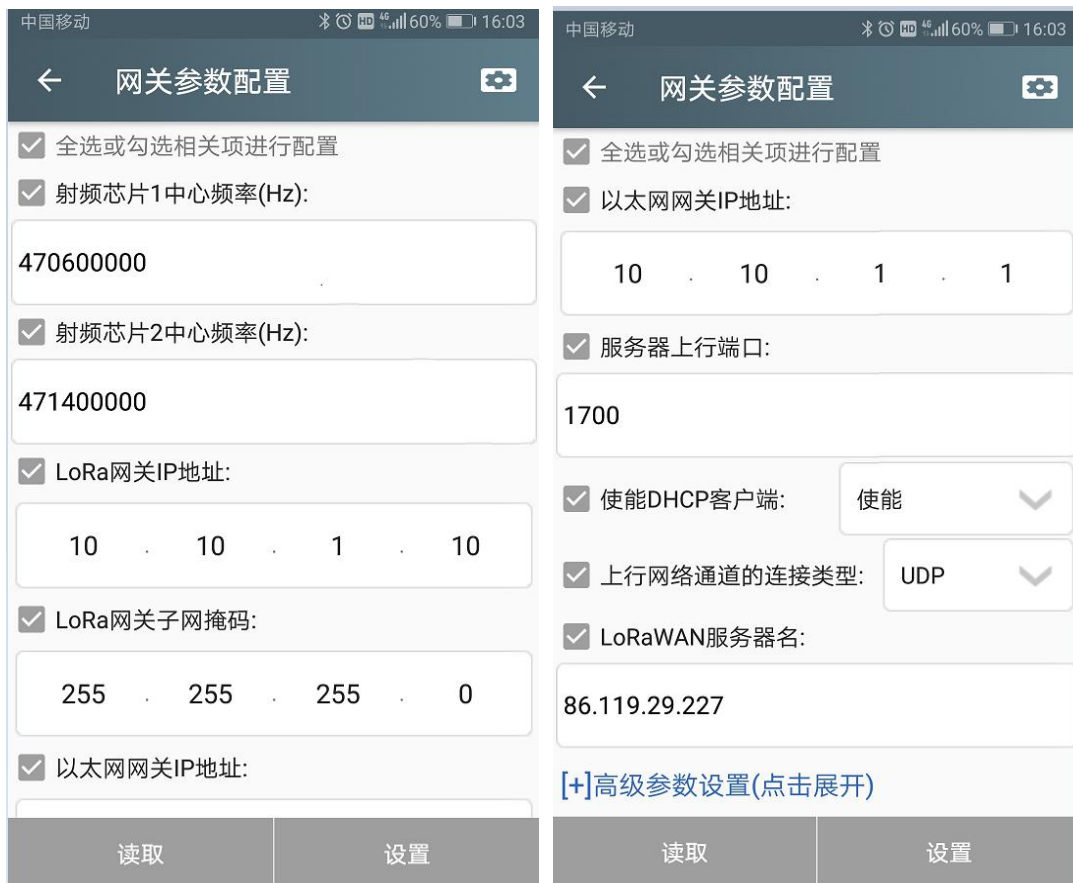 中国移动 4G HD 60% 16:03
网关参数配置
全选或勾选相关项进行配置
射频芯片1中心频率(Hz):
470600000
射频芯片2中心频率(Hz):
471400000
LoRa网关IP地址:
10 . 10 . 1 . 10
LoRa网关子网掩码:
255 . 255 . 255 . 0
以太网网关IP地址:
读取 设置
中国移动 HD 4G 60% 16:03
网关参数配置
全选或勾选相关项进行配置
以太网网关IP地址:
10 . 10 . 1 . 1
服务器上行端口:
1700
使能DHCP客户端: 使能
上行网络通道的连接类型: UDP
LoRaWAN服务器名:
86.119.29.227
[+]高级参数设置(点击展开)
读取 设置